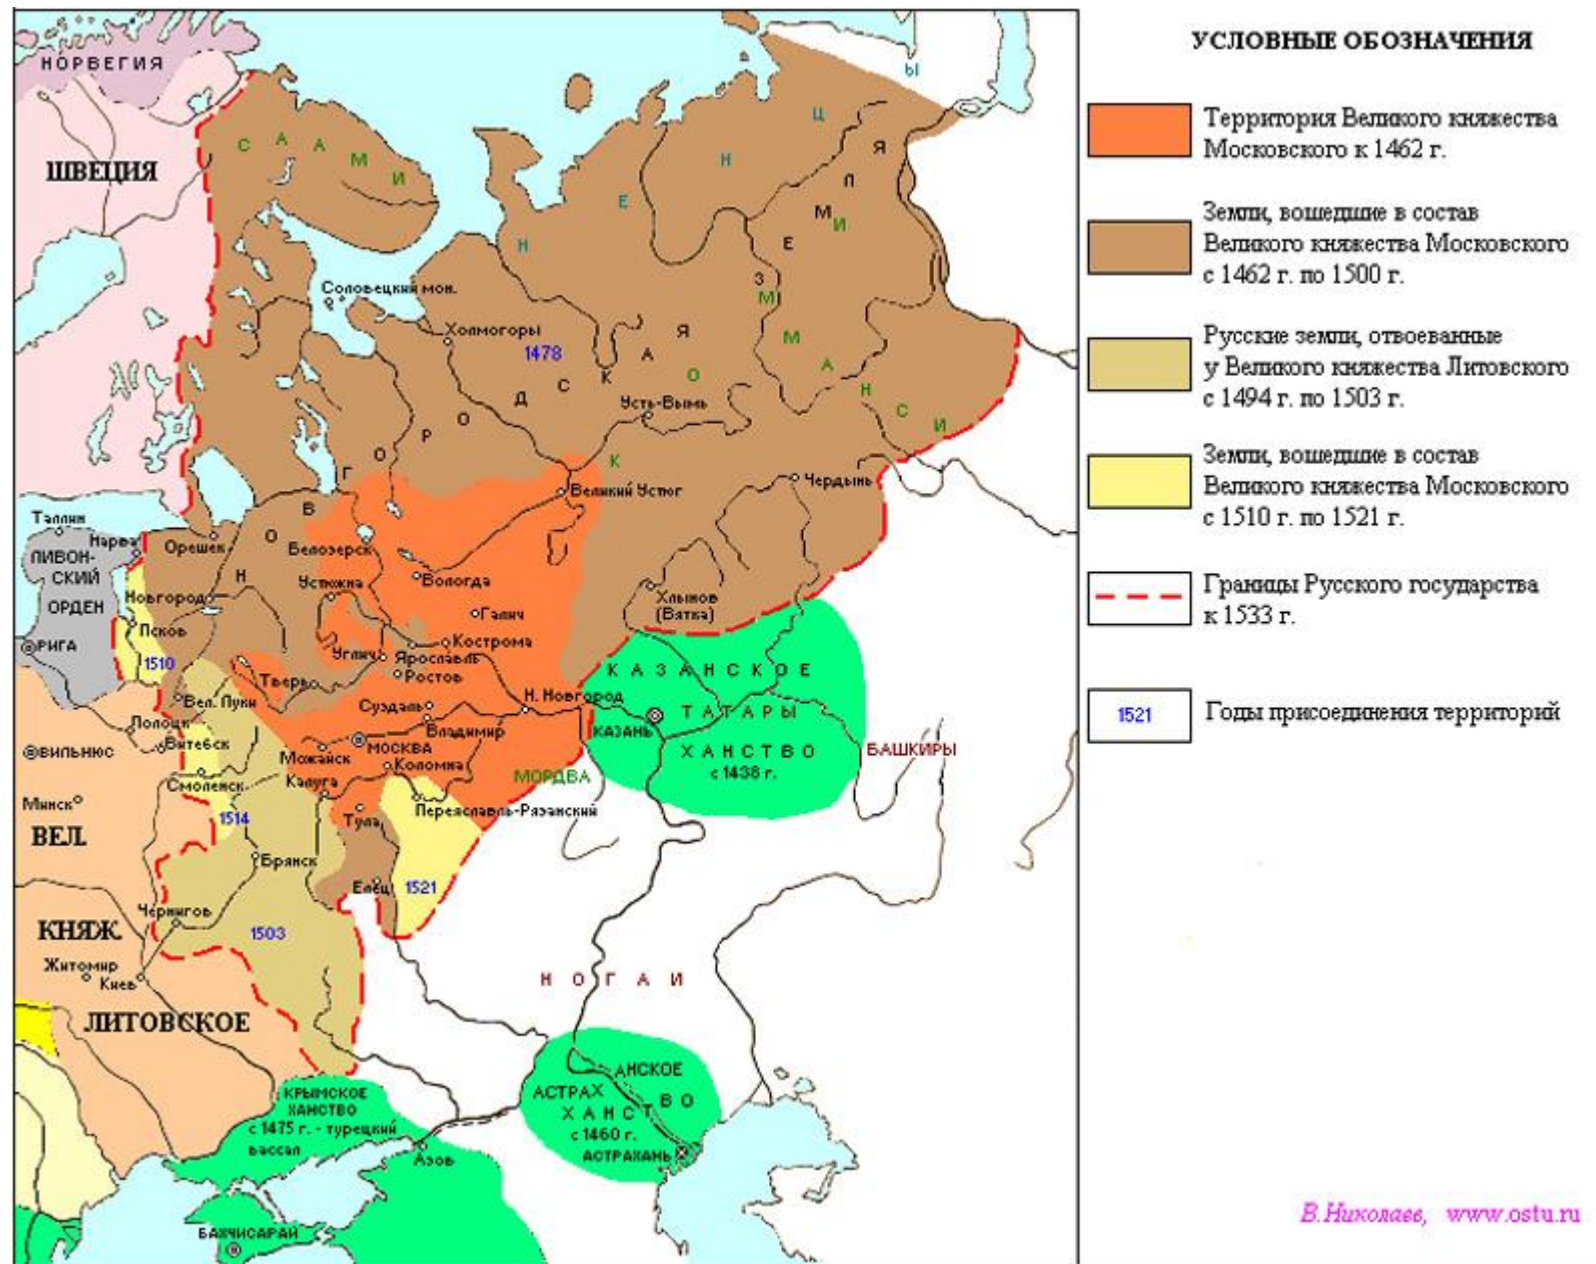 УСЛОВНЫЕ ОБОЗНАЧЕНИЯ
Территория Великого княжества
Московского к 1462 г.
Земли, вошедшие в состав
Великого княжества Московского
с 1462 г. по 1500 г.
Русские земли, отвоеванные
у Великого княжества Литовского
с 1494 г. по 1503 г.
Земли, вошедшие в состав
Великого княжества Московского
с 1510 г. по 1521 г.
Границы Русского государства
к 1533 г.
1521
Годы присоединения территорий
НОРВЕГИЯ
ШВЕЦИЯ
СААМИ
НЕНЦЫ
НОВГОРОДСКАЯ ЗЕМЛЯ
КОМИ
МАНСИ
Соловецкий мон.
Холмогоры
1478
Усть-Вымь
Великий Устюг
Чердынь
Таллин
Нарва
Орешек
ЛИВОН-
СКИЙ
ОРДЕН
РИГА
Белозерск
Вологда
Устюжна
Галич
Новгород
Псков
1510
Хлынов
(Вятка)
Углич
Кострома
Ярославль
Ростов
Тверь
Вел. Луки
Суздаль
Н. Новгород
Владимир
КАЗАНСКОЕ
ТАТАРЫ
КАЗАНЬ
ХАНСТВО
с 1438 г.
БАШКИРЫ
Полоцк
Витебск
ВИЛЬНЮС
Можайск
МОСКВА
Коломна
Смоленск
Калуга
МОРДВА
Минск
Переяславль-Рязанский
1514
Тула
ВЕЛ.
Брянск
Елец
1521
Чернигов
КНЯЖ.
1503
Житомир
Киев
НОГАИ
ЛИТОВСКОЕ
КРЫМСКОЕ
ХАНСТВО
с 1475 г. - турецкий
вассал
АСТРАХАНСКОЕ
ХАНСТВО
с 1460 г.
АСТРАХАНЬ
Азов
БАХЧИСАРАЙ
В.Николаев, www.ostu.ru